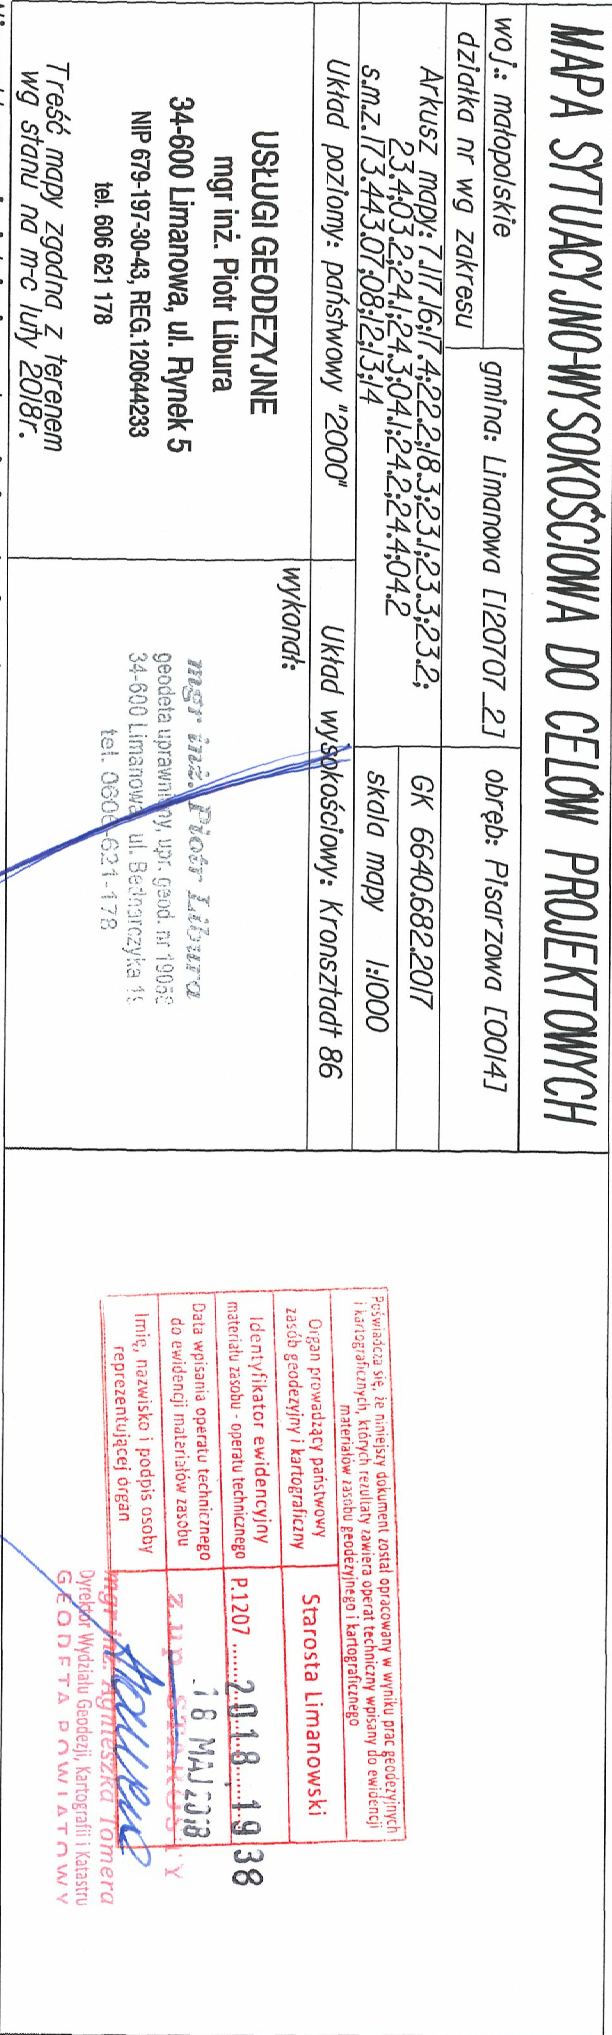 MAPA SYTUACYJNO-WYSOKOŚCIOWA DO CELÓW PROJEKTOWYCH
woj.: małopolskie
gmina: Limanowa [120707_2]
obręb: Pisarzowa [0014]
działka nr wg zakresu
Arkusz mapy: 7.117.16;17.4;22.2;18.3;23.1;23.3;23.2;
23.4;03.2;24.1;24.3;04.1;24.2;24.4;04.2
s.m.z.173.443.07;08;12;13;14
GK 6640.682.2017
skala mapy 1:1000
Układ poziomy: państwowy "2000"
Układ wysokościowy: Kronsztadt 86
USŁUGI GEODEZYJNE
mgr inż. Piotr Libura
34-600 Limanowa, ul. Rynek 5
NIP 679-197-30-43, REG.120644233
tel. 606 621 178
Treść mapy zgodna z terenem
wg stanu na m-c luty 2018r.
wykonał:
mgr inż. Piotr Libura
geodeta uprawniony, upr. geod. nr
34-600 Limanowa, ul. Bednarczyka
tel. 0606-621-178
Poświadcza się, że niniejszy dokument został opracowany w wyniku prac geodezyjnych
i kartograficznych, których rezultaty zawiera operat techniczny wpisany do ewidencji
materiałów zasobu geodezyjnego i kartograficznego
Organ prowadzący państwowy
zasób geodezyjny i kartograficzny
Starosta Limanowski
Identyfikator ewidencyjny
materiału zasobu - operatu technicznego
P.1207 ....... 2018 ...... 1938
Data wpisania operatu technicznego
do ewidencji materiałów zasobu
18 MAJ 2018
Imię, nazwisko i podpis osoby
reprezentującej organ
z up. STAROSTY
mgr inż. Agnieszka Tomera
Dyrektor Wydziału Geodezji, Kartografii i Katastru
GEODETA POWIATOWY